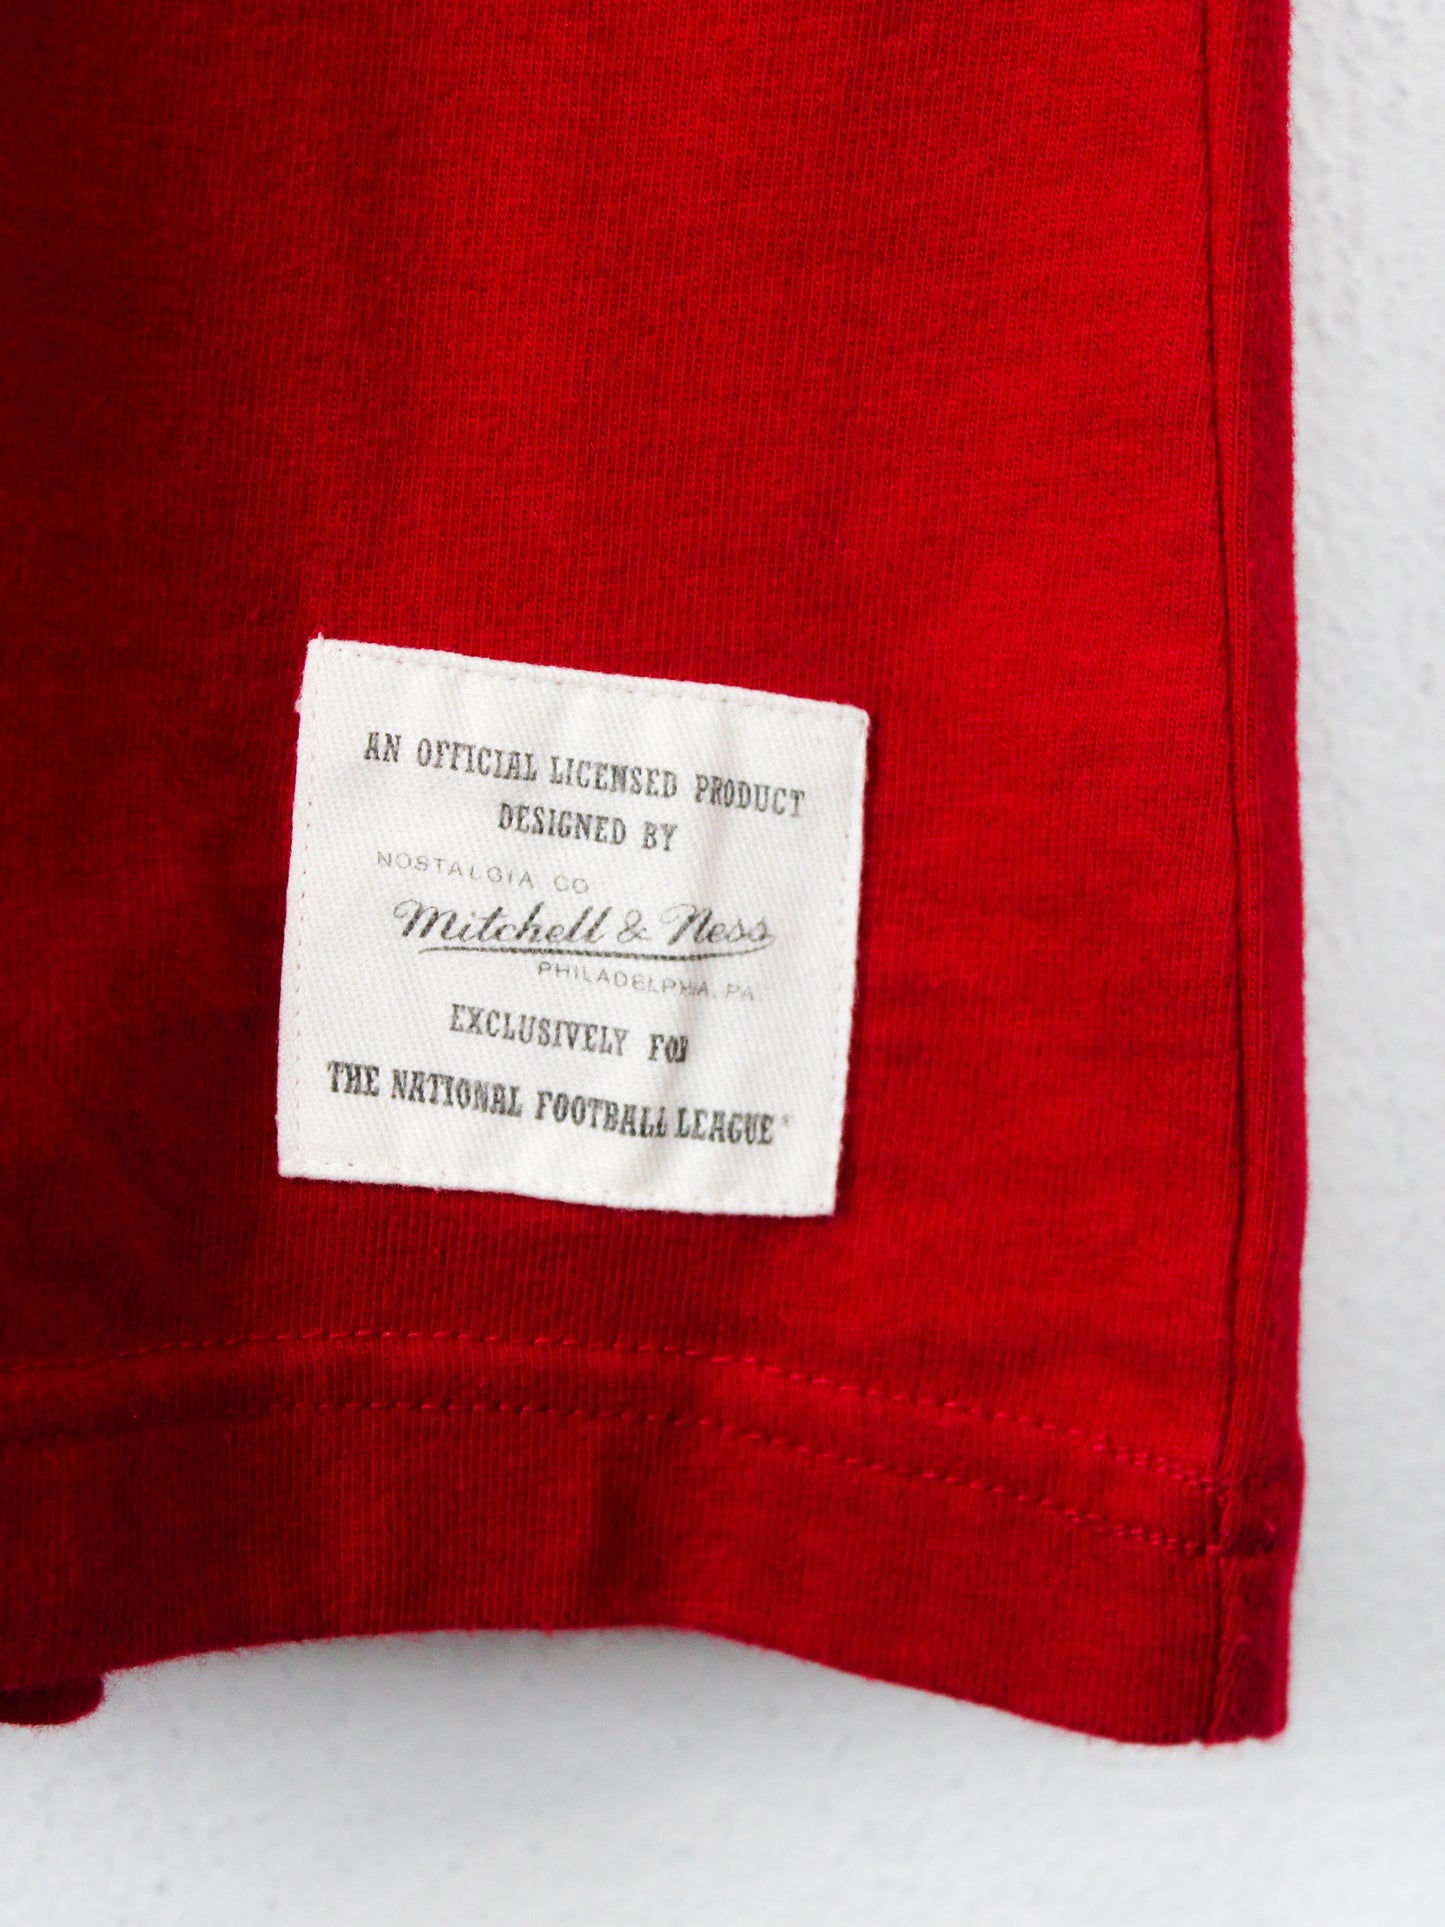 AN OFFICIAL LICENSED PRODUCT
DESIGNED BY
NOSTALGIA CO
Mitchell & Ness
PHILADELPHIA, PA.
EXCLUSIVELY FOR
THE NATIONAL FOOTBALL LEAGUE®